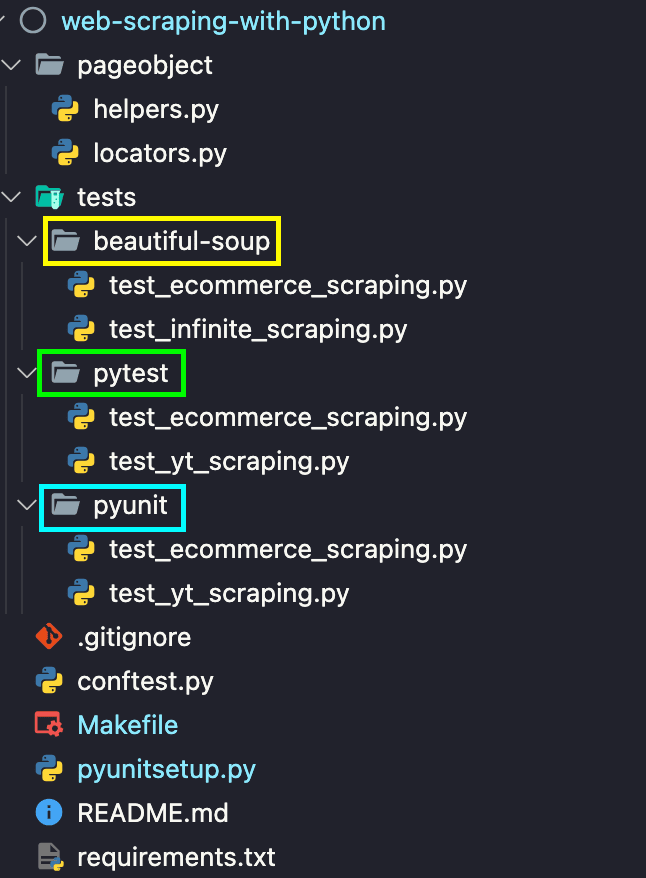 web-scraping-with-python
pageobject
helpers.py
locators.py
tests
beautiful-soup
test_ecommerce_scraping.py
test_infinite_scraping.py
pytest
test_ecommerce_scraping.py
test_yt_scraping.py
pyunit
test_ecommerce_scraping.py
test_yt_scraping.py
.gitignore
conftest.py
Makefile
pyunitsetup.py
README.md
requirements.txt